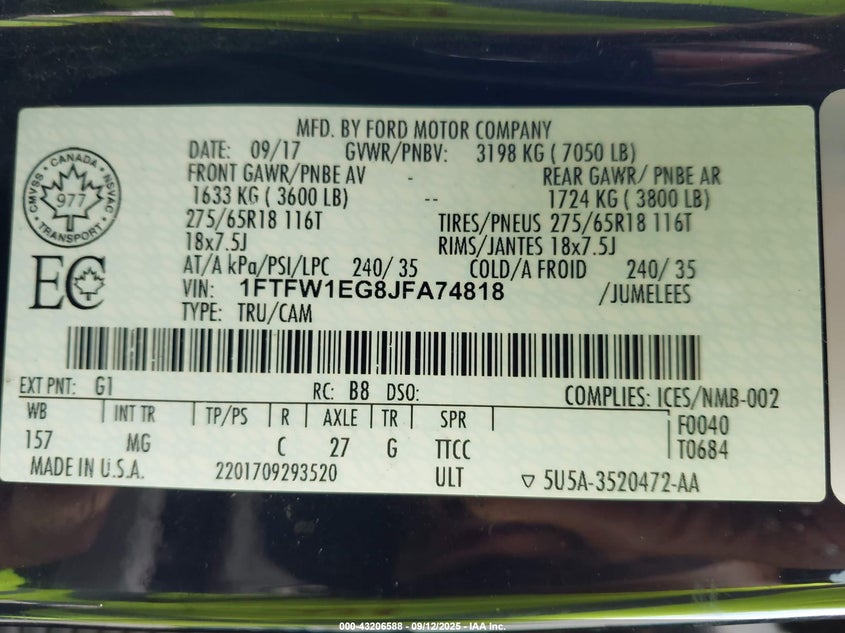 MFD. BY FORD MOTOR COMPANY
DATE: 09/17 GVWR/PNBV: 3198 KG ( 7050 LB)
FRONT GAWR/PNBE AV - REAR GAWR/ PNBE AR
1633 KG ( 3600 LB) -- 1724 KG ( 3800 LB)
275/65R18 116T TIRES/PNEUS 275/65R18 116T
18x7.5J RIMS/JANTES 18x7.5J
AT/A kPa/PSI/LPC 240/ 35 COLD/A FROID 240/ 35
VIN: 1FTFW1EG8JFA74818 /JUMELEES
TYPE: TRU/CAM
CANADA
CMVSS NSVAC
977
TRANSPORT
EC
EXT PNT: G1 RC: B8 DSO: COMPLIES: ICES/NMB-002
WB INT TR TP/PS R AXLE TR SPR F0040
157 MG C 27 G TTCC T0684
MADE IN U.S.A. 2201709293520 ULT ▽ 5U5A-3520472-AA
000-43206588 - 09/12/2025 - IAA Inc.